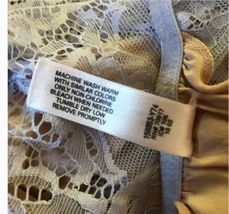 MACHINE WASH WARM
WITH SIMILAR COLORS
ONLY NON-CHLORINE
BLEACH WHEN NEEDED
TUMBLE DRY LOW
REMOVE PROMPTLY